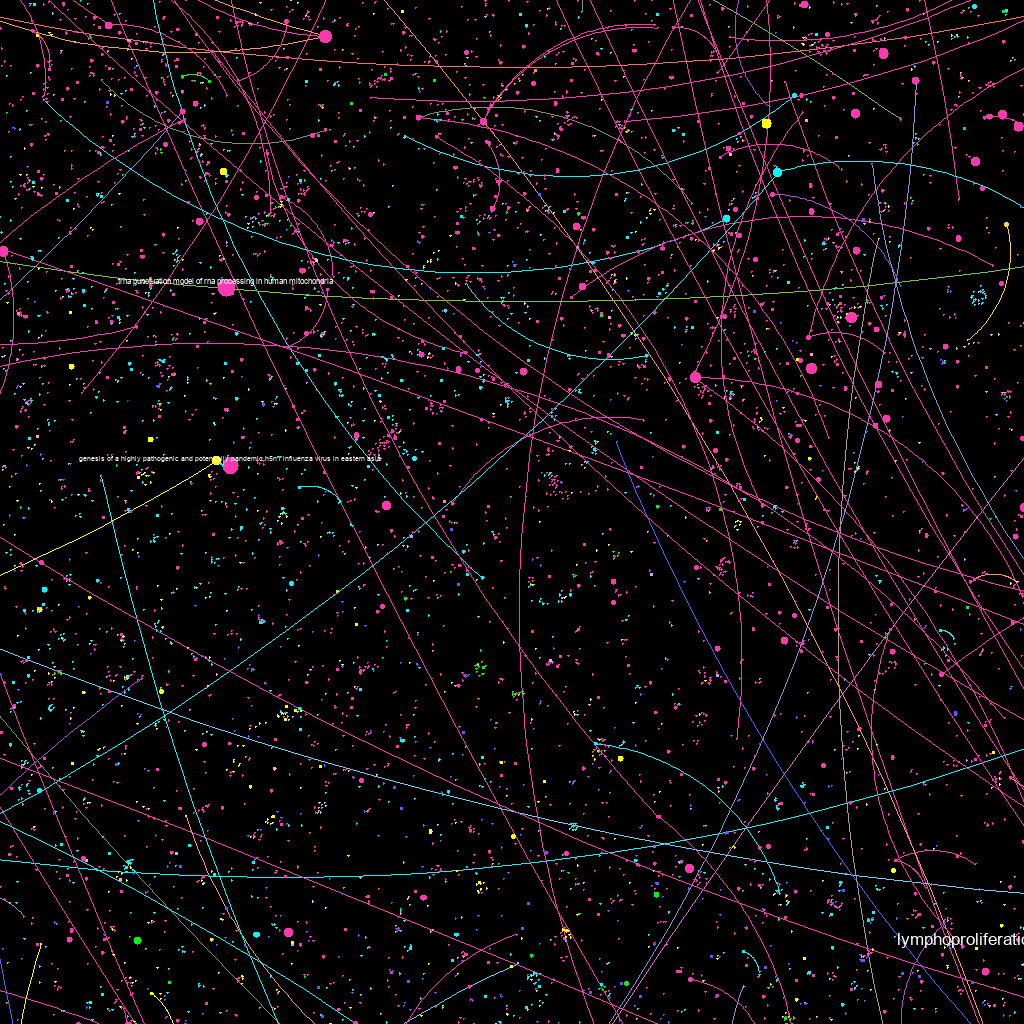 trna punctuation model of rna processing in human mitochondria
genesis of a highly pathogenic and potentially pandemic h5n1 influenza virus in eastern asia
lymphoproliferatio